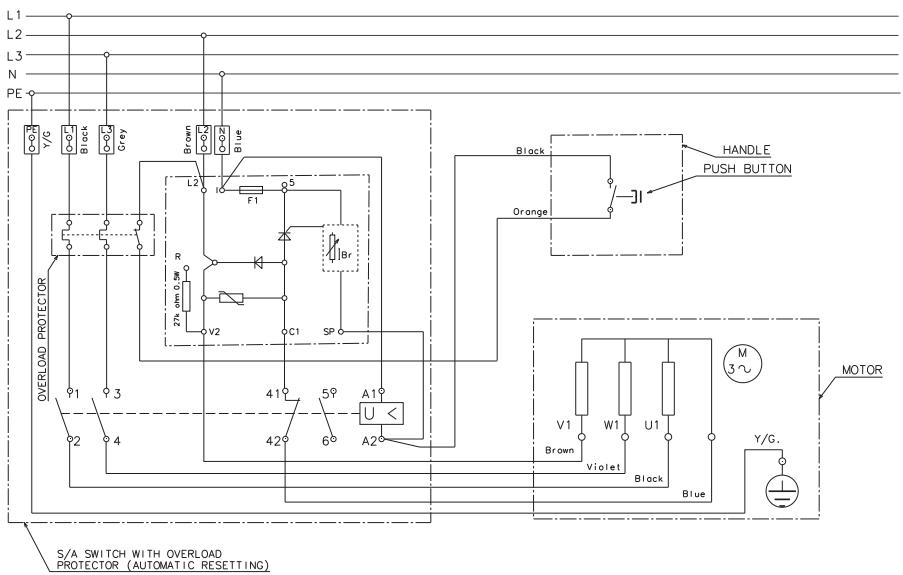 L1
L2
L3
N
PE
PE
Y/G
L1
Black
L3
Grey
Brown
L2
N
Blue
L2
I
F1
5
Br
R
27k ohm 0.5W
V2
C1
SP
OVERLOAD PROTECTOR
1
3
41
5
A1
U <
2
4
42
6
A2
Black
Orange
HANDLE
PUSH BUTTON
M
3
MOTOR
V1
W1
U1
Y/G.
Brown
Violet
Black
Blue
S/A SWITCH WITH OVERLOAD
PROTECTOR (AUTOMATIC RESETTING)